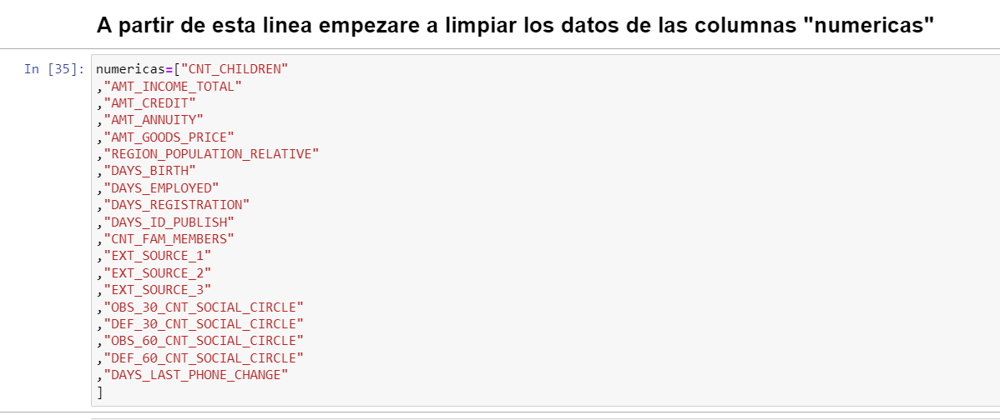 A partir de esta linea empezare a limpiar los datos de las columnas "numericas"
In [35]: numericas=["CNT_CHILDREN"
,"AMT_INCOME_TOTAL"
,"AMT_CREDIT"
,"AMT_ANNUITY"
,"AMT_GOODS_PRICE"
,"REGION_POPULATION_RELATIVE"
,"DAYS_BIRTH"
,"DAYS_EMPLOYED"
,"DAYS_REGISTRATION"
,"DAYS_ID_PUBLISH"
,"CNT_FAM_MEMBERS"
,"EXT_SOURCE_1"
,"EXT_SOURCE_2"
,"EXT_SOURCE_3"
,"OBS_30_CNT_SOCIAL_CIRCLE"
,"DEF_30_CNT_SOCIAL_CIRCLE"
,"OBS_60_CNT_SOCIAL_CIRCLE"
,"DEF_60_CNT_SOCIAL_CIRCLE"
,"DAYS_LAST_PHONE_CHANGE"
]